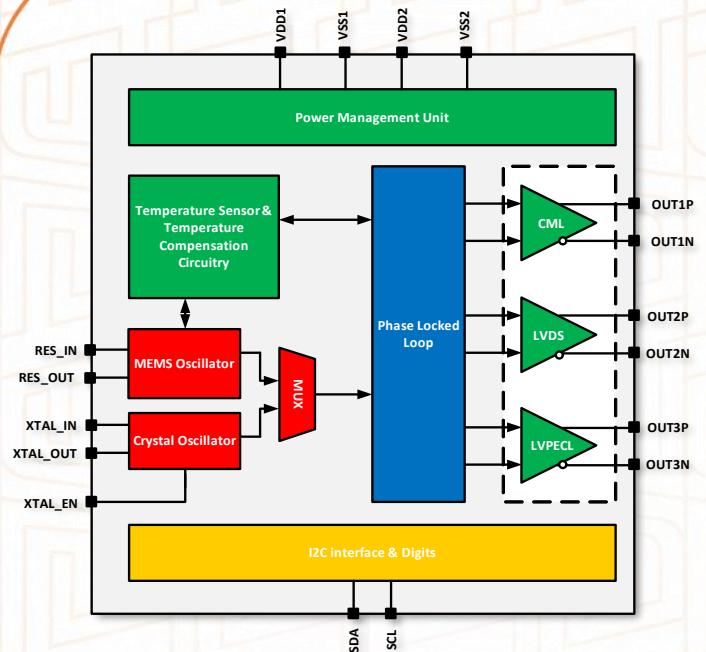 VDD1
VSS1
VDD2
VSS2
Power Management Unit
Temperature Sensor &
Temperature
Compensation
Circuitry
Phase Locked
Loop
CML
OUT1P
OUT1N
LVDS
OUT2P
OUT2N
RES_IN
RES_OUT
MEMS Oscillator
MUX
XTAL_IN
XTAL_OUT
Crystal Oscillator
XTAL_EN
LVPECL
OUT3P
OUT3N
I2C interface & Digits
SDA
SCL